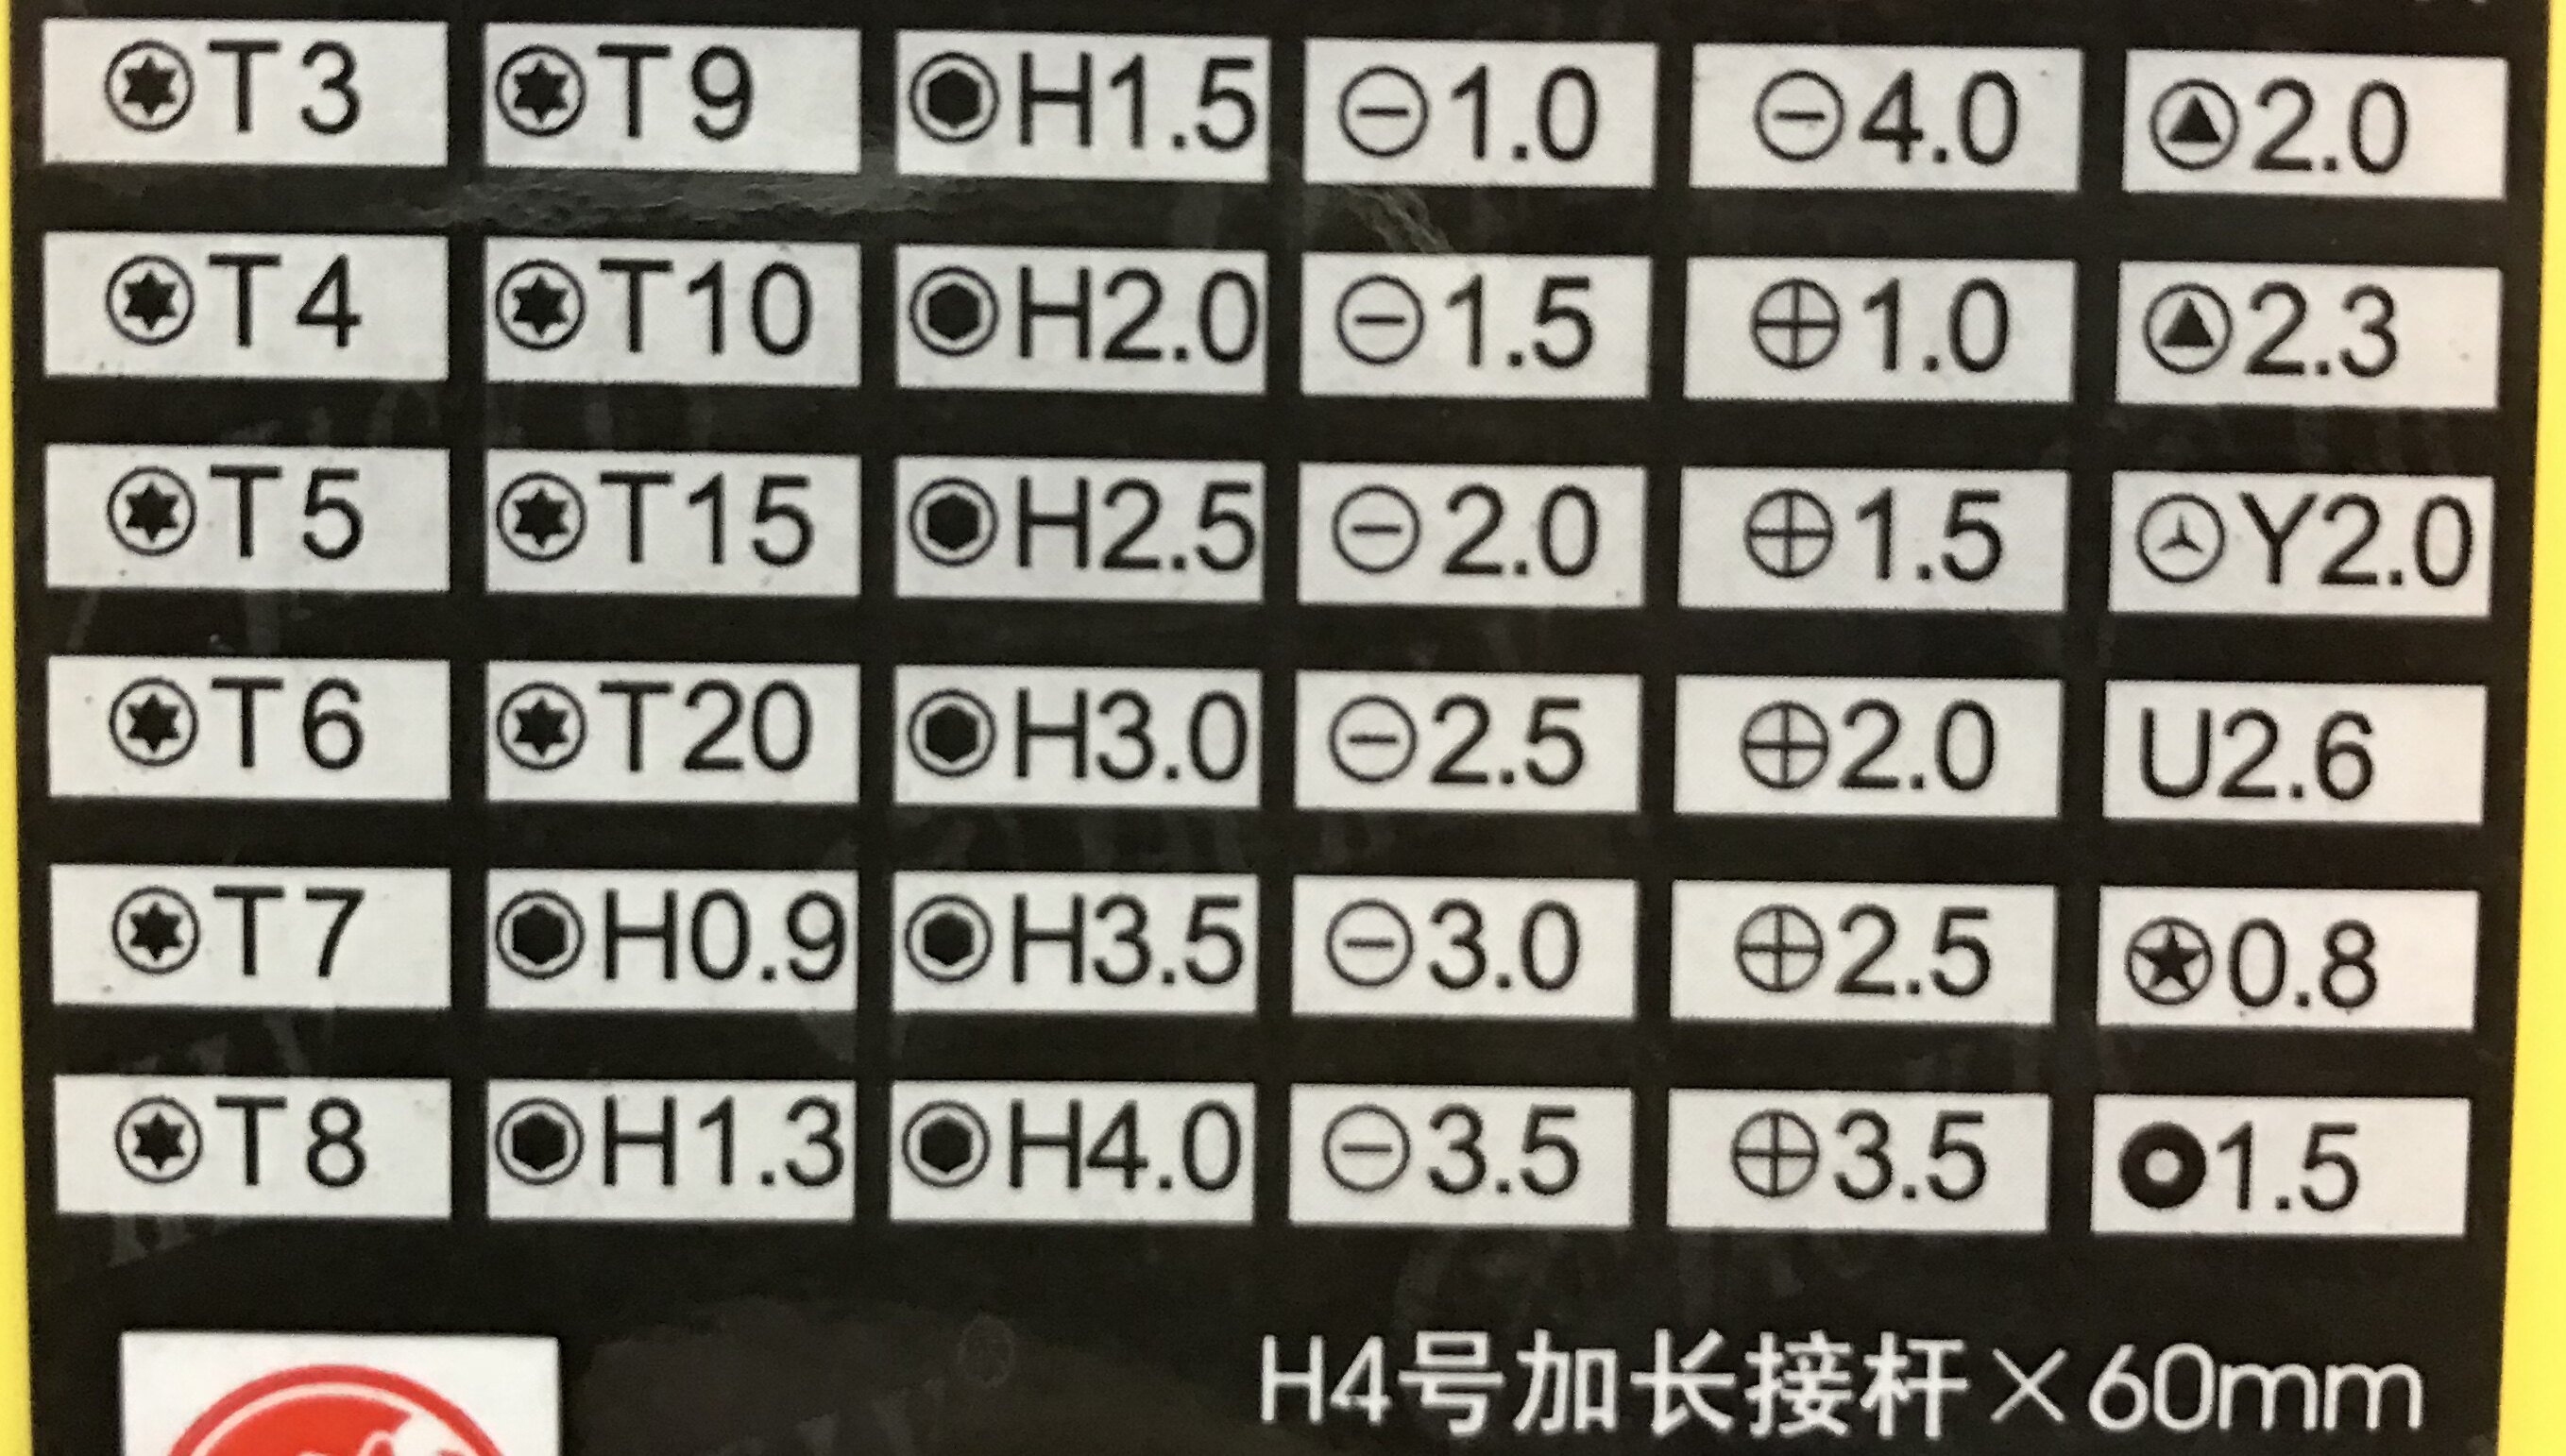 T3 T9 H1.5 1.0 4.0 2.0
T4 T10 H2.0 1.5 1.0 2.3
T5 T15 H2.5 2.0 1.5 Y2.0
T6 T20 H3.0 2.5 2.0 U2.6
T7 H0.9 H3.5 3.0 2.5 0.8
T8 H1.3 H4.0 3.5 3.5 1.5
H4号加长接杆×60mm